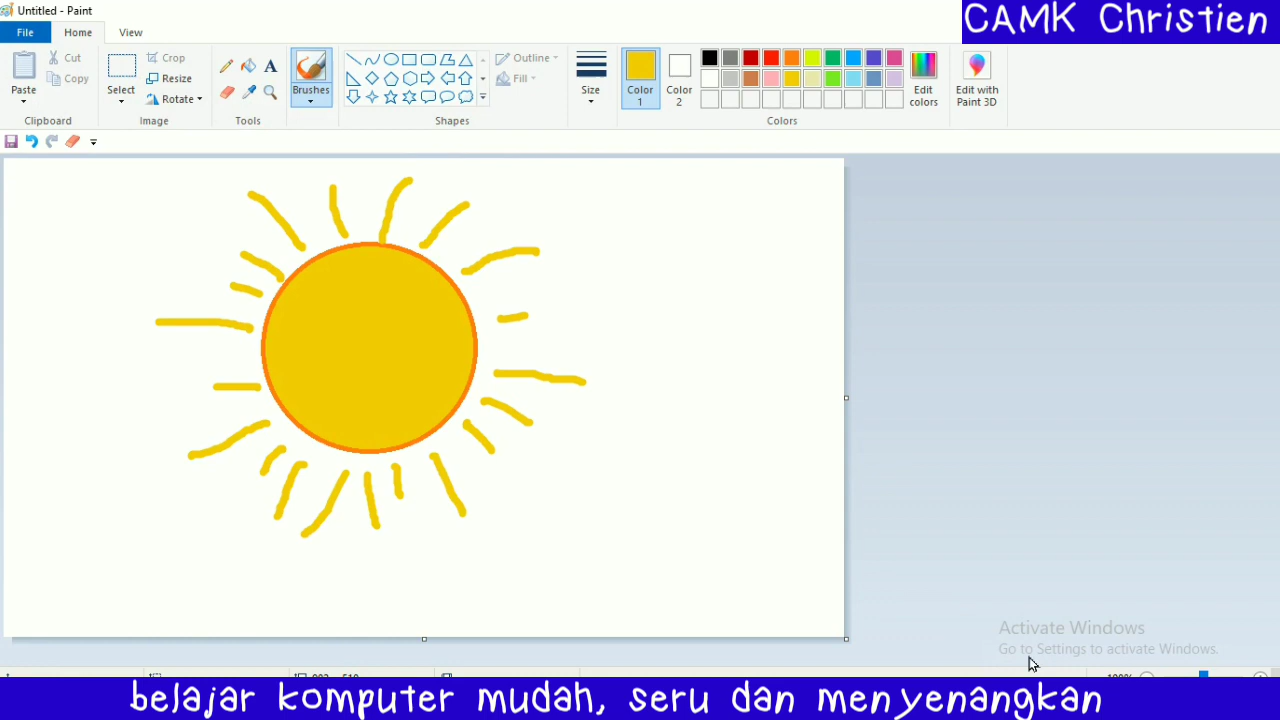 Untitled - Paint
CAMK Christien
File Home View
Paste
Cut
Copy
Clipboard
Select
Crop
Resize
Rotate
Image
Tools
Brushes
Outline
Fill
Shapes
Size
Color 1
Color 2
Edit colors
Colors
Edit with Paint 3D
Activate Windows
Go to Settings to activate Windows.
belajar komputer mudah, seru dan menyenangkan